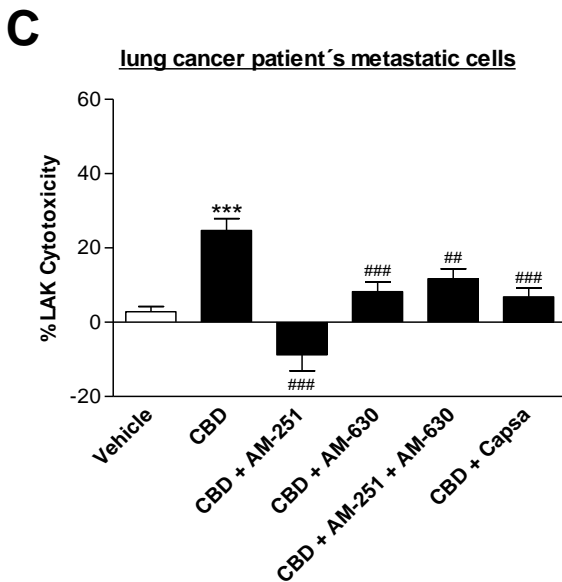 C
lung cancer patient´s metastatic cells
% LAK Cytotoxicity
60
40
20
0
-20
***
###
###
##
###
Vehicle
CBD
CBD + AM-251
CBD + AM-630
CBD + AM-251 + AM-630
CBD + Capsa